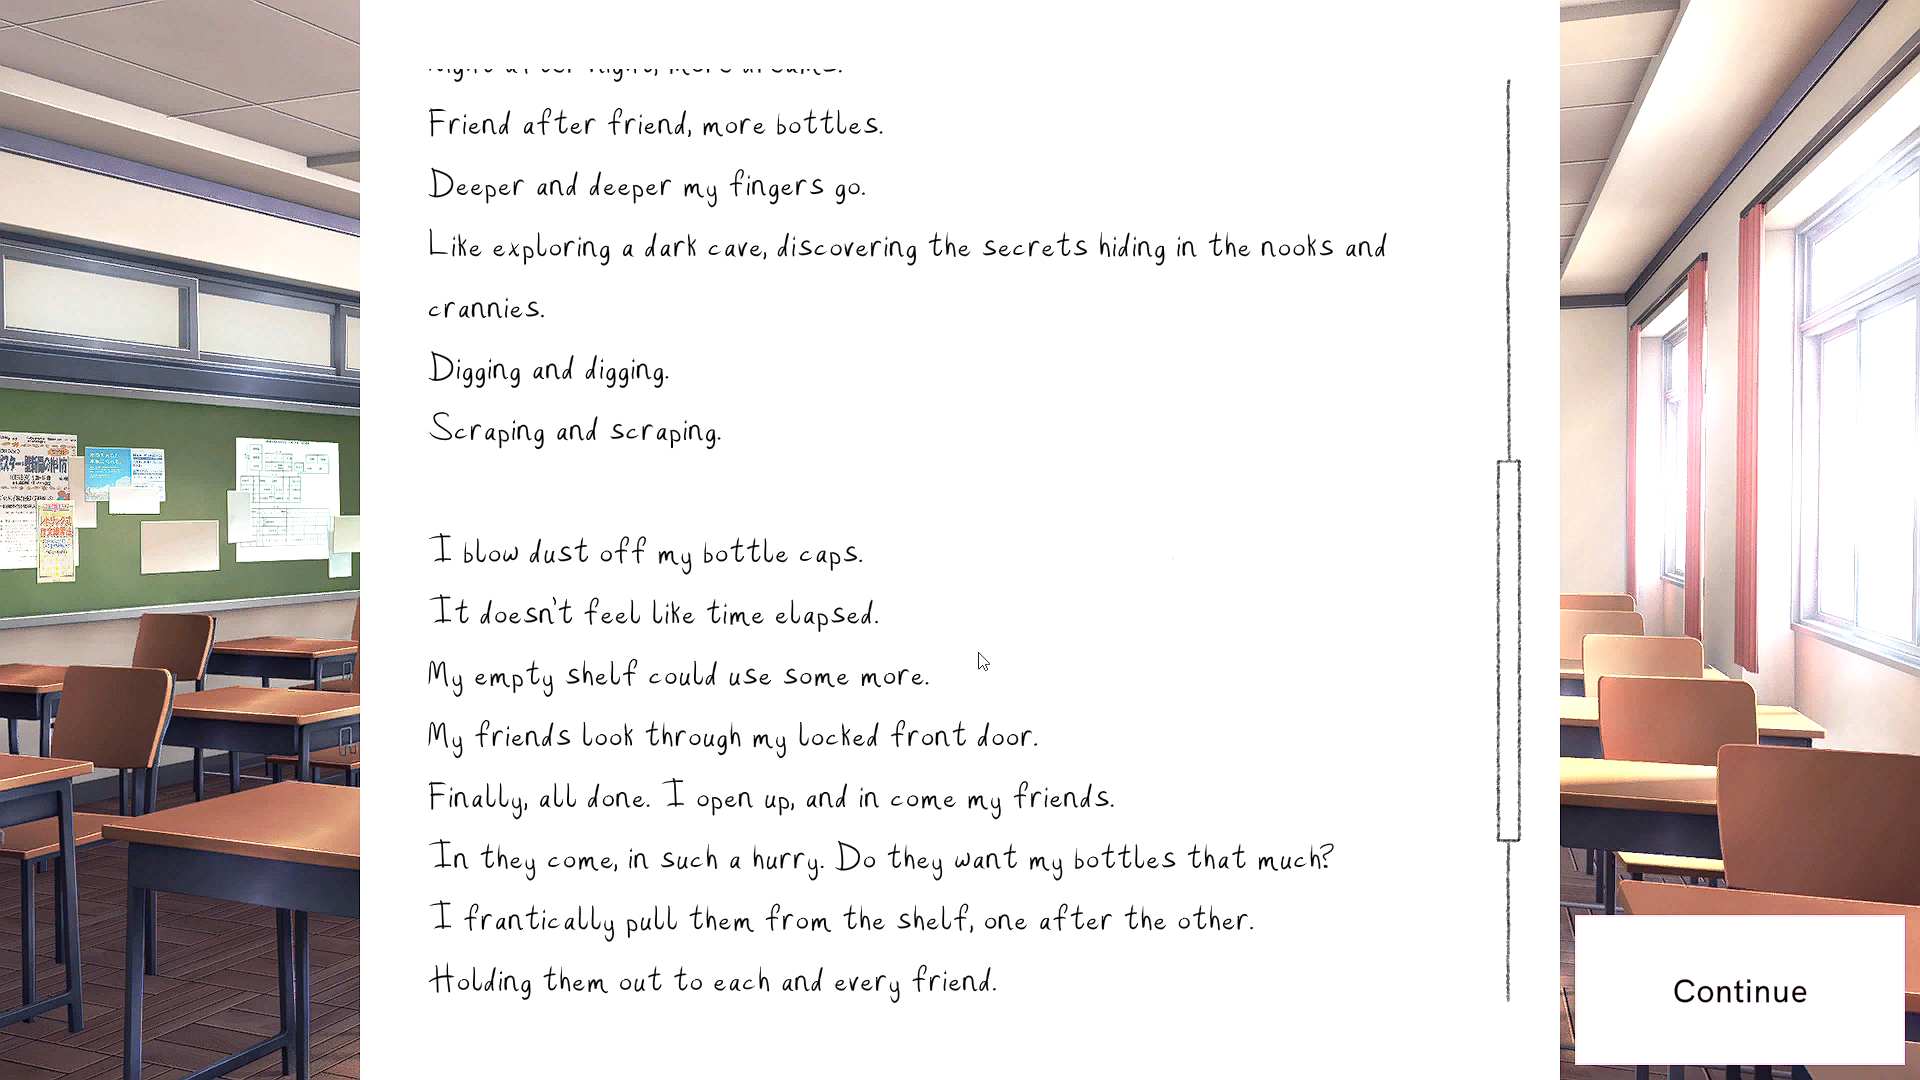 Night after night, more dreams.
Friend after friend, more bottles.
Deeper and deeper my fingers go.
Like exploring a dark cave, discovering the secrets hiding in the nooks and
crannies.
Digging and digging.
Scraping and scraping.
I blow dust off my bottle caps.
It doesn't feel like time elapsed.
My empty shelf could use some more.
My friends look through my locked front door.
Finally, all done. I open up, and in come my friends.
In they come, in such a hurry. Do they want my bottles that much?
I frantically pull them from the shelf, one after the other.
Holding them out to each and every friend.
Continue